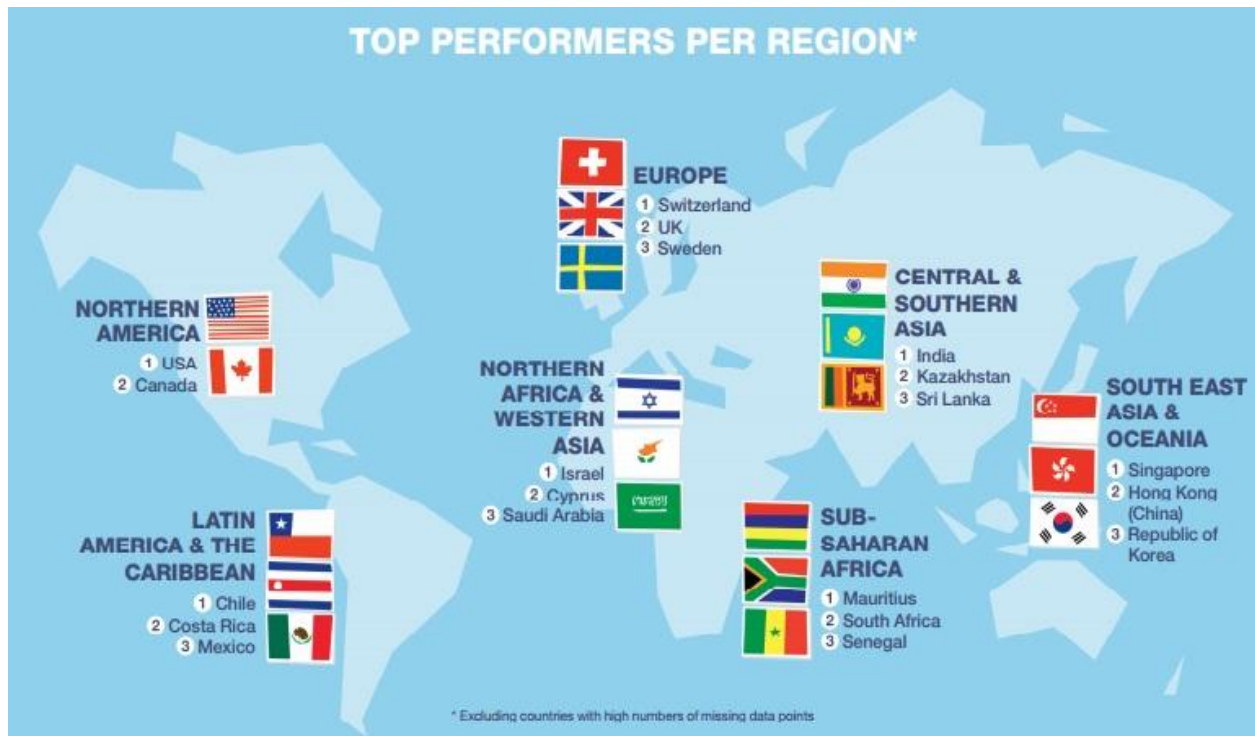 TOP PERFORMERS PER REGION*
EUROPE
1 Switzerland
2 UK
3 Sweden
NORTHERN
AMERICA
1 USA
2 Canada
CENTRAL &
SOUTHERN
ASIA
1 India
2 Kazakhstan
3 Sri Lanka
NORTHERN
AFRICA &
WESTERN
ASIA
1 Israel
2 Cyprus
3 Saudi Arabia
SOUTH EAST
ASIA &
OCEANIA
1 Singapore
2 Hong Kong
(China)
3 Republic of
Korea
LATIN
AMERICA & THE
CARIBBEAN
1 Chile
2 Costa Rica
3 Mexico
SUB-
SAHARAN
AFRICA
1 Mauritius
2 South Africa
3 Senegal
* Excluding countries with high numbers of missing data points